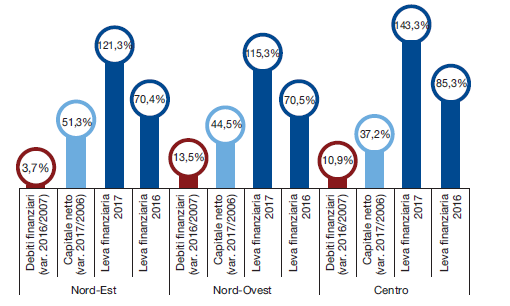 143,3%
121,3%
115,3%
85,3%
70,4%
70,5%
51,3%
44,5%
37,2%
3,7%
13,5%
10,9%
Debiti finanziari
(var. 2016/2007)
Capitale netto
(var. 2017/2006)
Leva finanziaria
2017
Leva finanziaria
2016
Debiti finanziari
(var. 2016/2007)
Capitale netto
(var. 2017/2006)
Leva finanziaria
2017
Leva finanziaria
2016
Debiti finanziari
(var. 2016/2007)
Capitale netto
(var. 2017/2006)
Leva finanziaria
2017
Leva finanziaria
2016
Nord-Est
Nord-Ovest
Centro